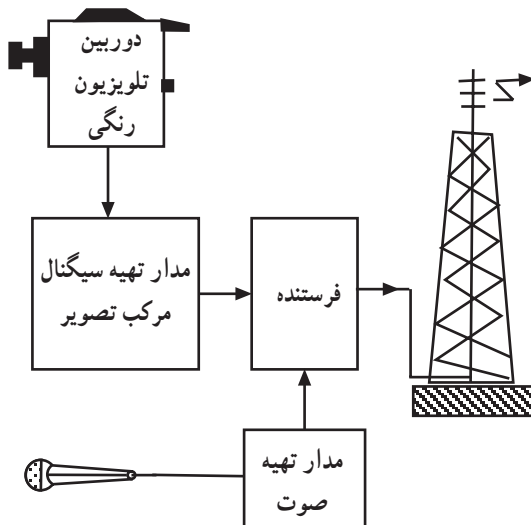 دوربین
تلویزیون
رنگی
مدار تهیه سیگنال
مرکب تصویر
فرستنده
مدار تهیه
صوت